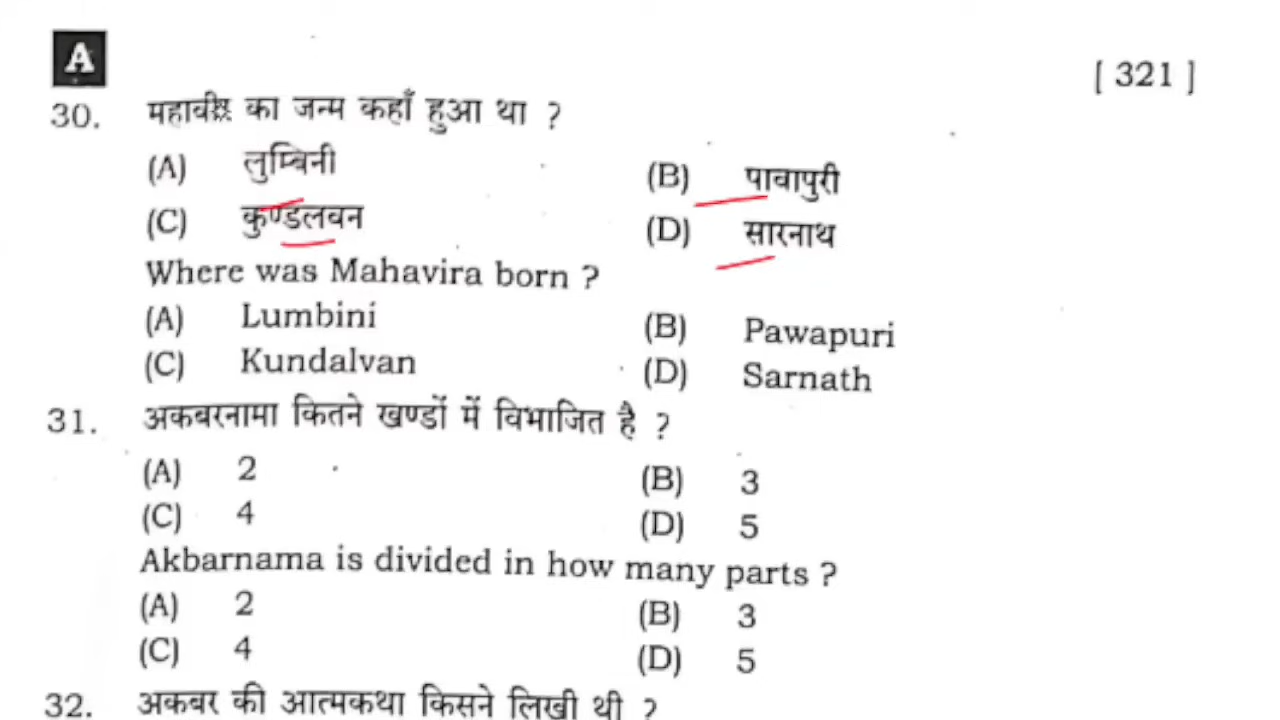 A
[ 321 ]
30. महावीर का जन्म कहाँ हुआ था ?
(A) लुम्बिनी (B) पावापुरी
(C) कुण्डलवन (D) सारनाथ
Where was Mahavira born ?
(A) Lumbini (B) Pawapuri
(C) Kundalvan (D) Sarnath
31. अकबरनामा कितने खण्डों में विभाजित है ?
(A) 2 (B) 3
(C) 4 (D) 5
Akbarnama is divided in how many parts ?
(A) 2 (B) 3
(C) 4 (D) 5
32. अकबर की आत्मकथा किसने लिखी थी ?